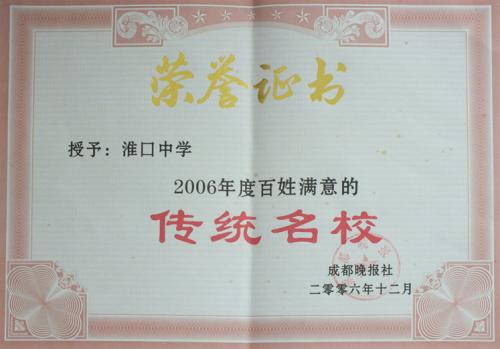 荣誉证书
授予：淮口中学
2006年度百姓满意的
传统名校
成都晚报社
二零零六年十二月